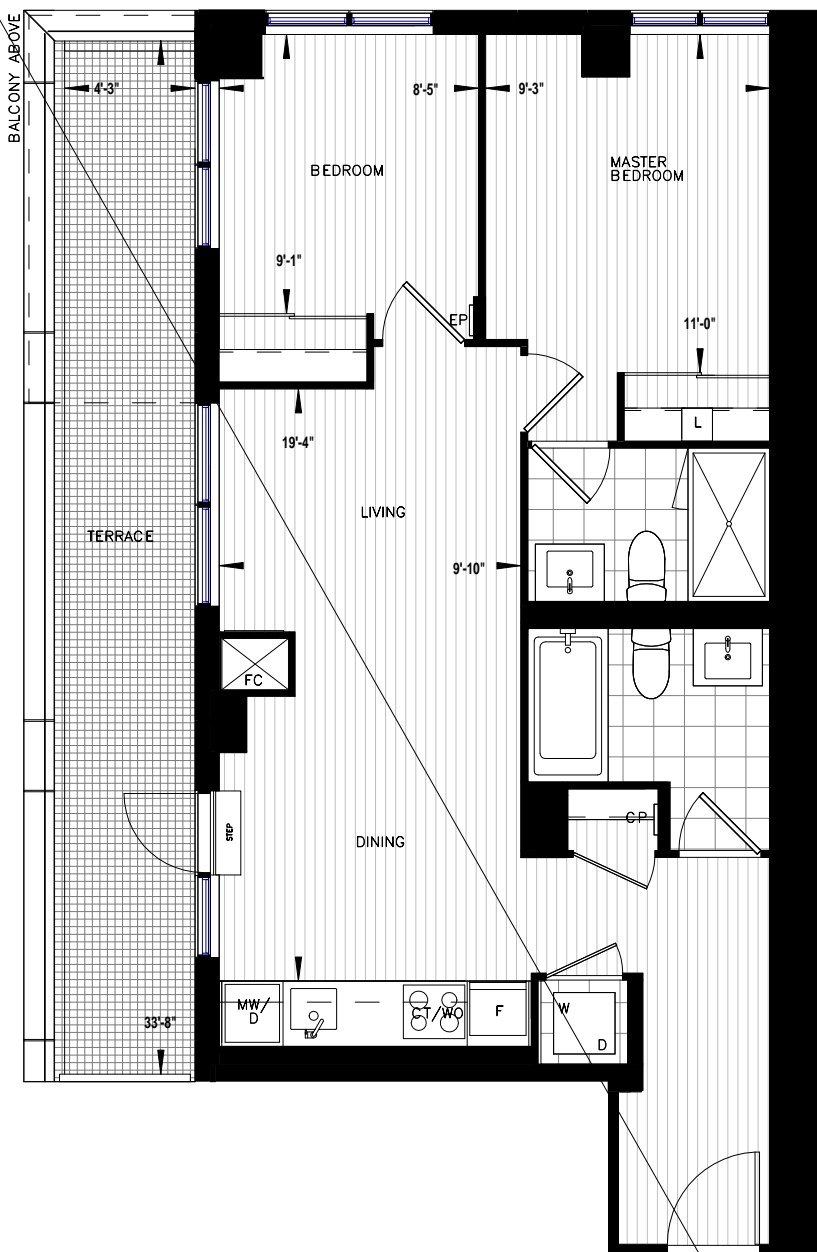 BALCONY ABOVE
4'-3"
8'-5"
9'-3"
BEDROOM
MASTER
BEDROOM
9'-1"
EP
11'-0"
L
19'-4"
LIVING
TERRACE
9'-10"
FC
STEP
DINING
CP
MW/
D
CT/WO
F
W
D
33'-8"